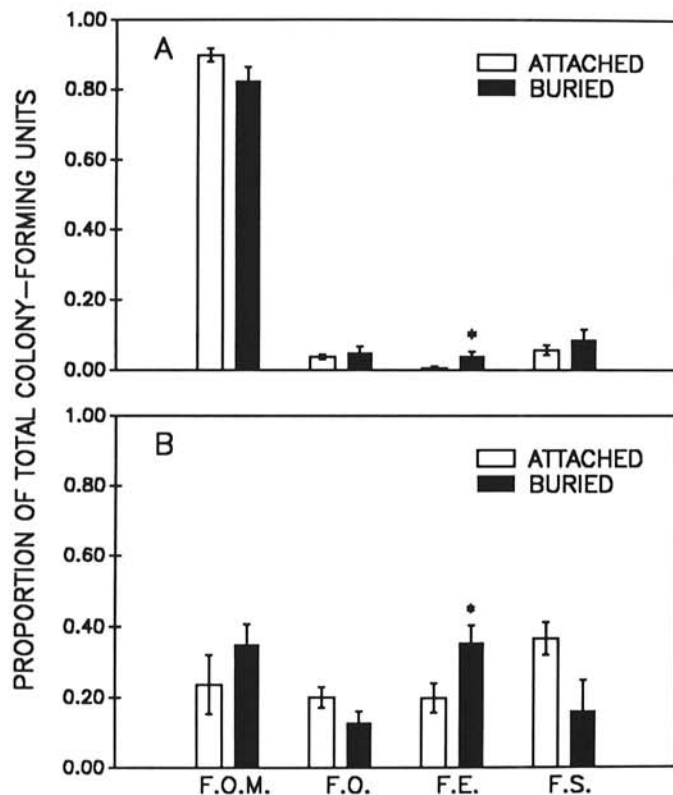 PROPORTION OF TOTAL COLONY-FORMING UNITS
A
ATTACHED
BURIED
1.00
0.80
0.60
0.40
0.20
0.00
*
B
ATTACHED
BURIED
1.00
0.80
0.60
0.40
0.20
0.00
*
F.O.M. F.O. F.E. F.S.